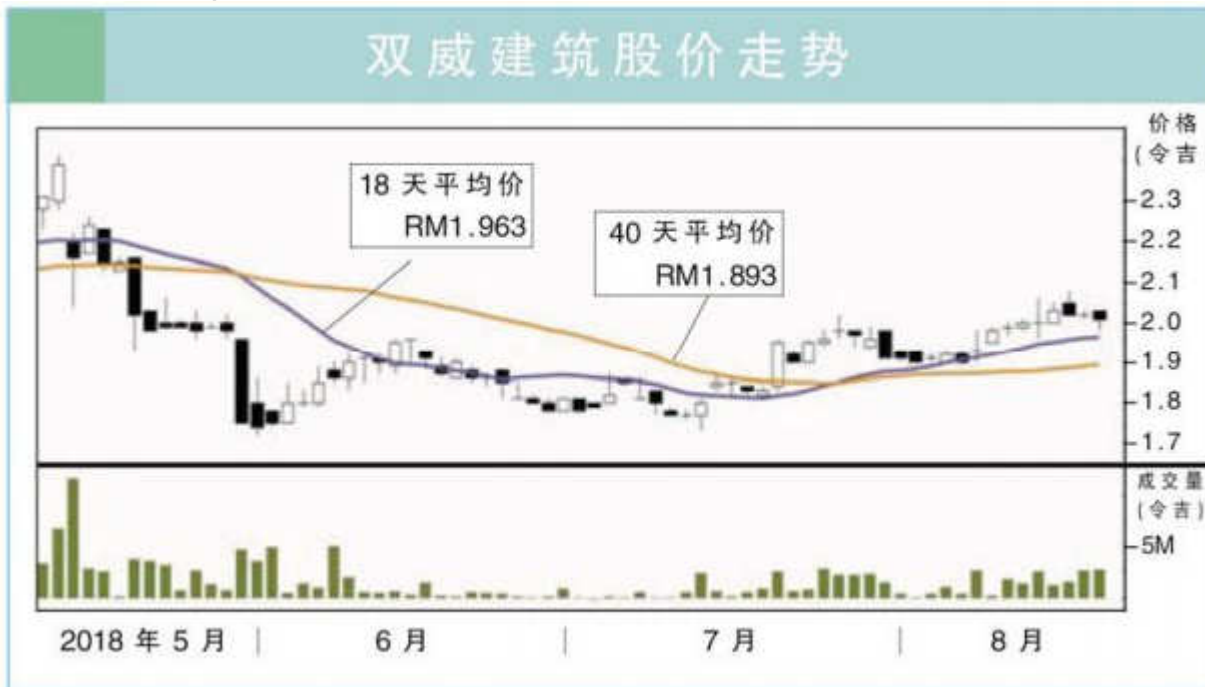 双威建筑股价走势
价格
(令吉
18 天平均价
RM1.963
40 天平均价
RM1.893
2.3
2.2
2.1
2.0
1.9
1.8
1.7
成交量
(令吉)
5M
2018 年 5 月
6 月
7 月
8 月